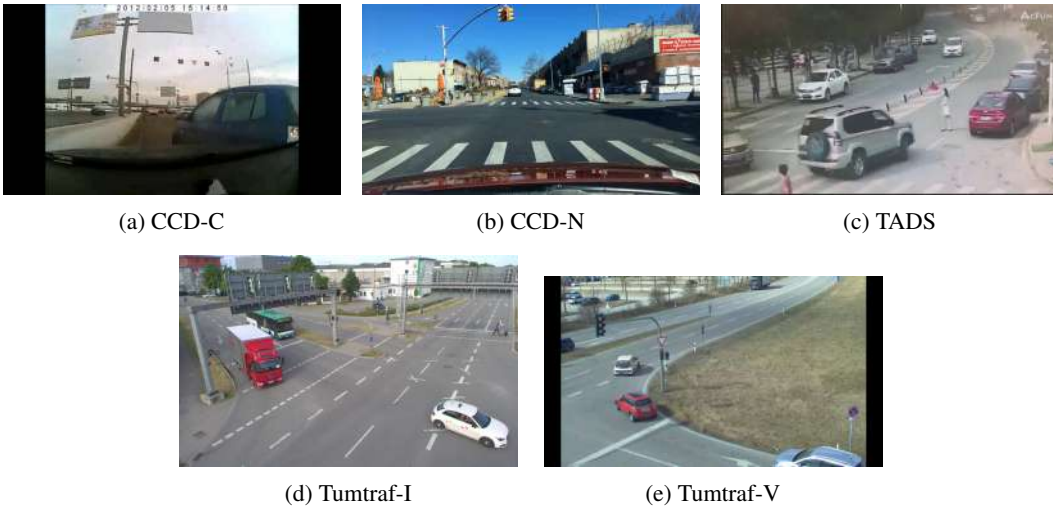 2012/02/05 15:14:58
(a) CCD-C
(b) CCD-N
(c) TADS
(d) Tumtraf-I
(e) Tumtraf-V